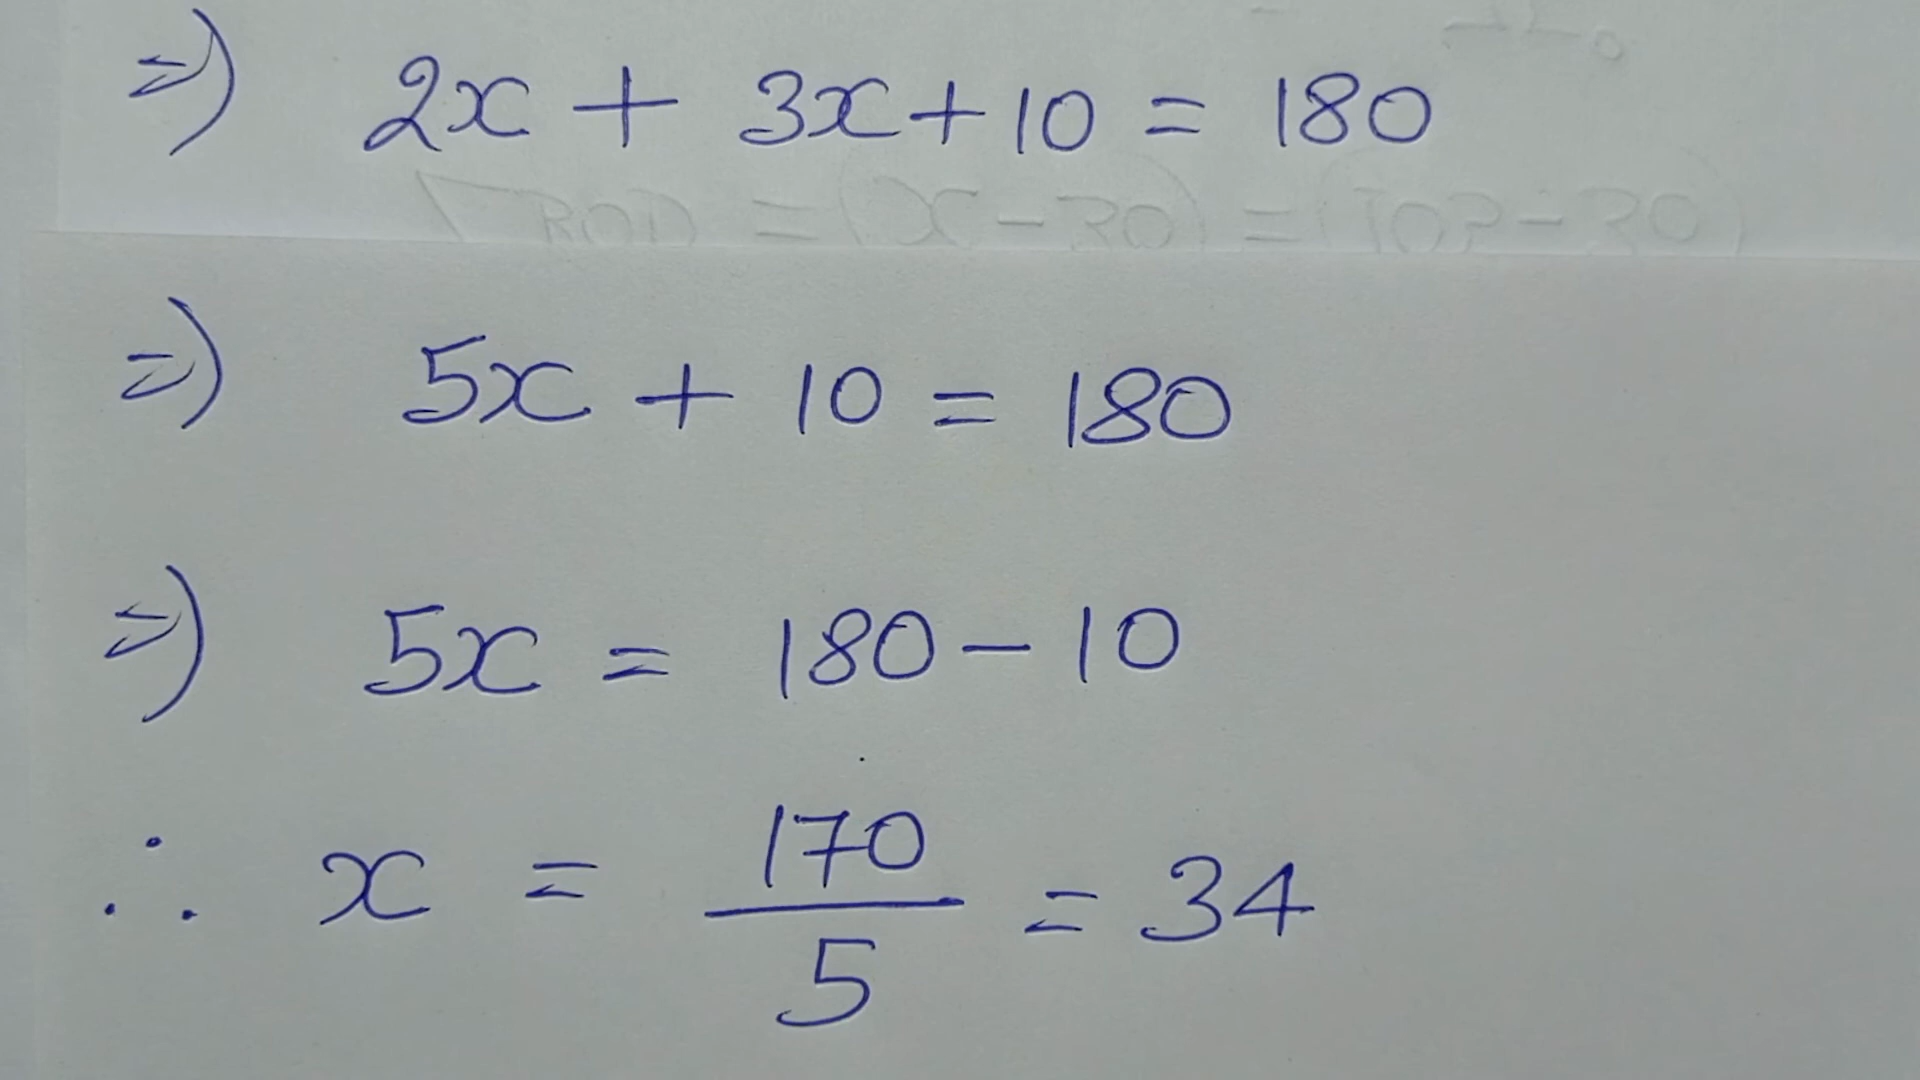 ⇒) 2x + 3x + 10 = 180
⇒) 5x + 10 = 180
⇒) 5x = 180 - 10
∴ x = 170/5 = 34